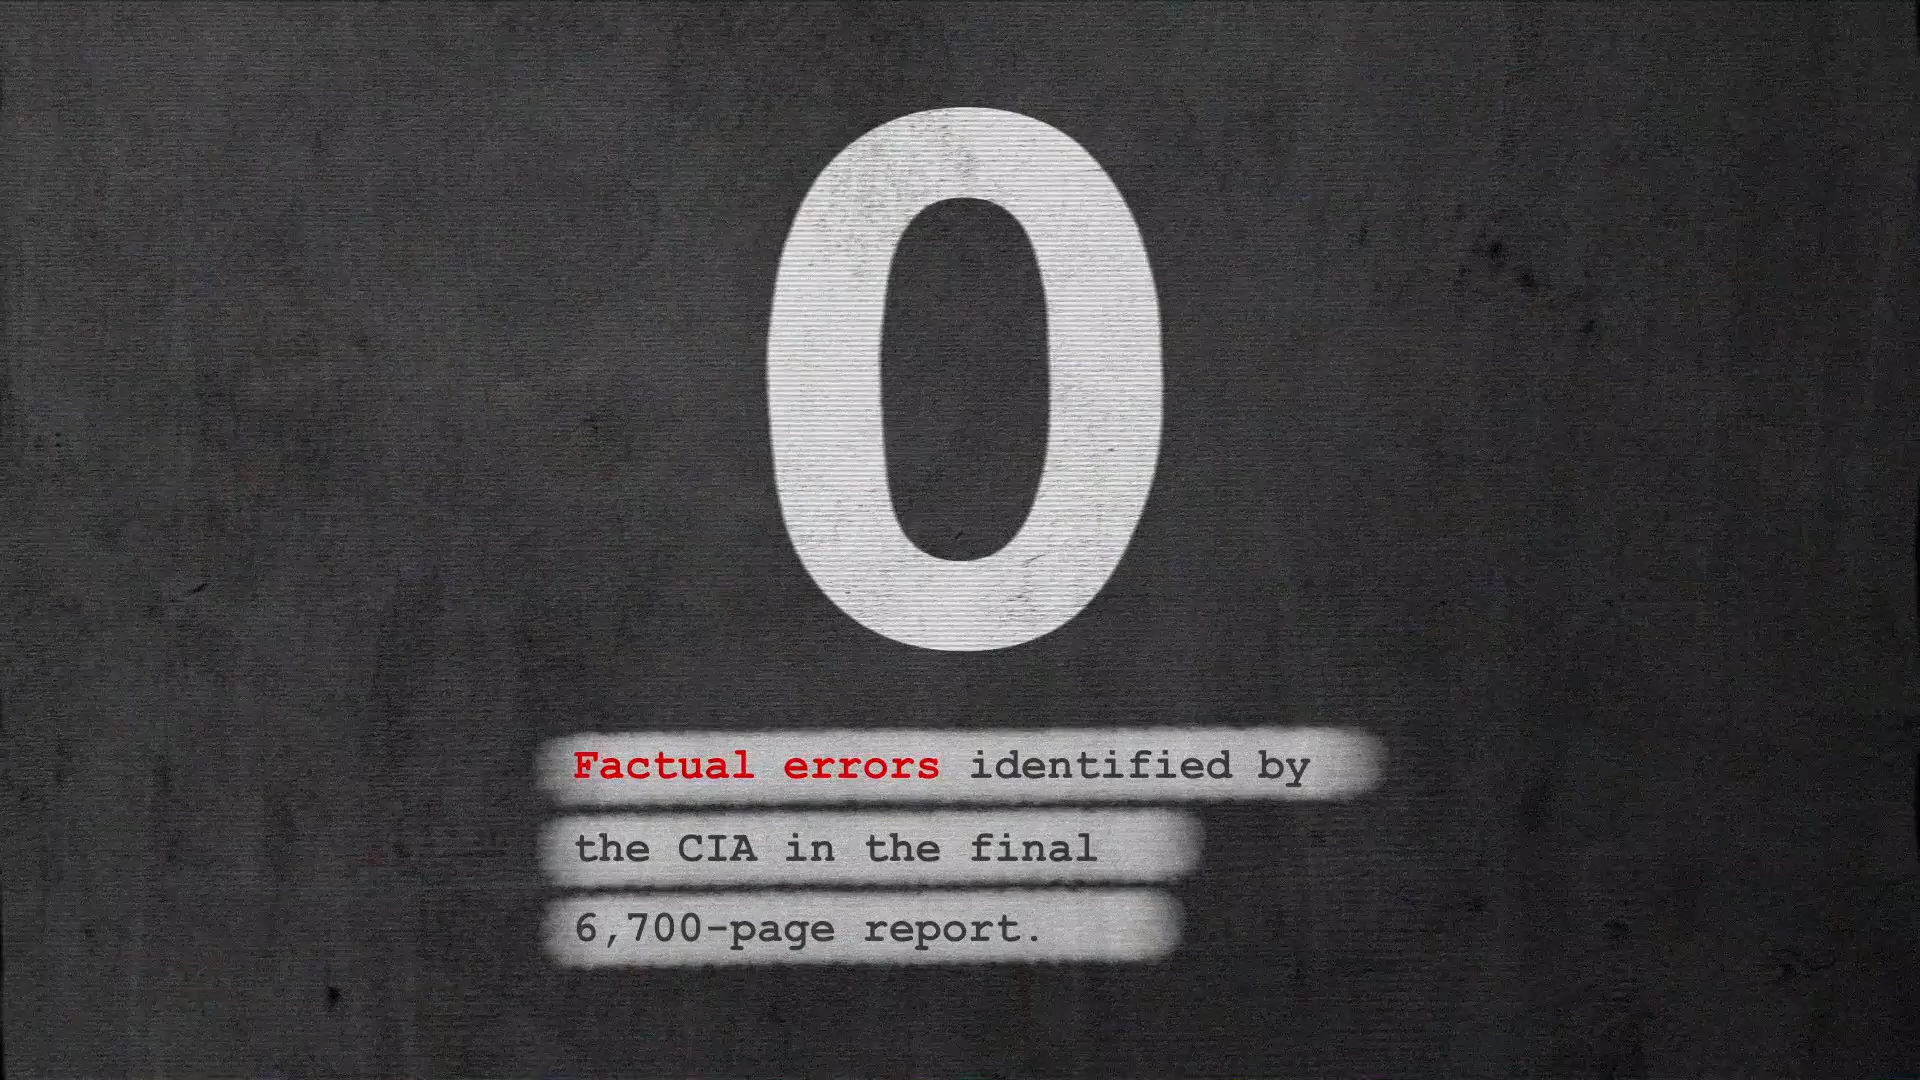 0
Factual errors identified by
the CIA in the final
6,700-page report.